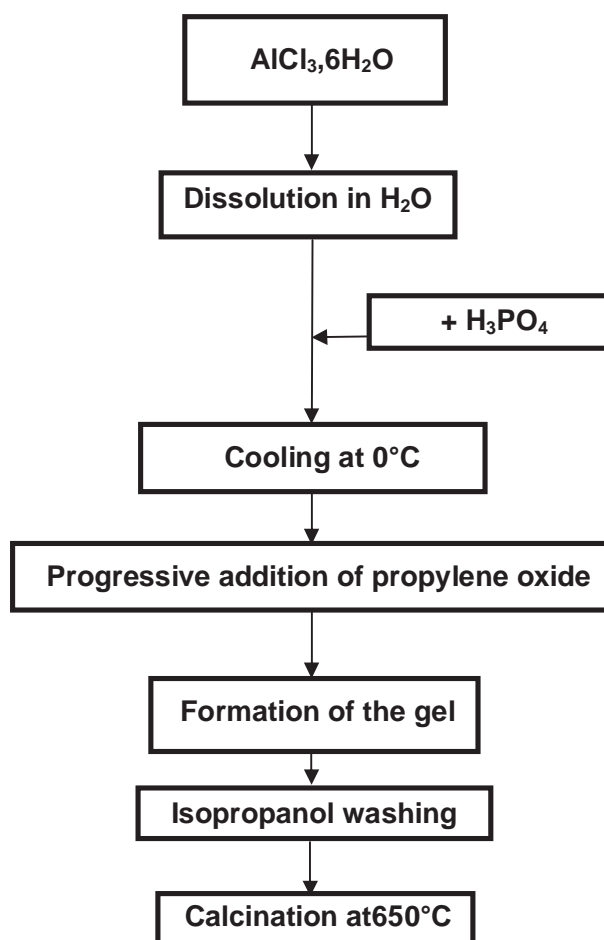 AlCl₃,6H₂O
Dissolution in H₂O
+ H₃PO₄
Cooling at 0°C
Progressive addition of propylene oxide
Formation of the gel
Isopropanol washing
Calcination at650°C